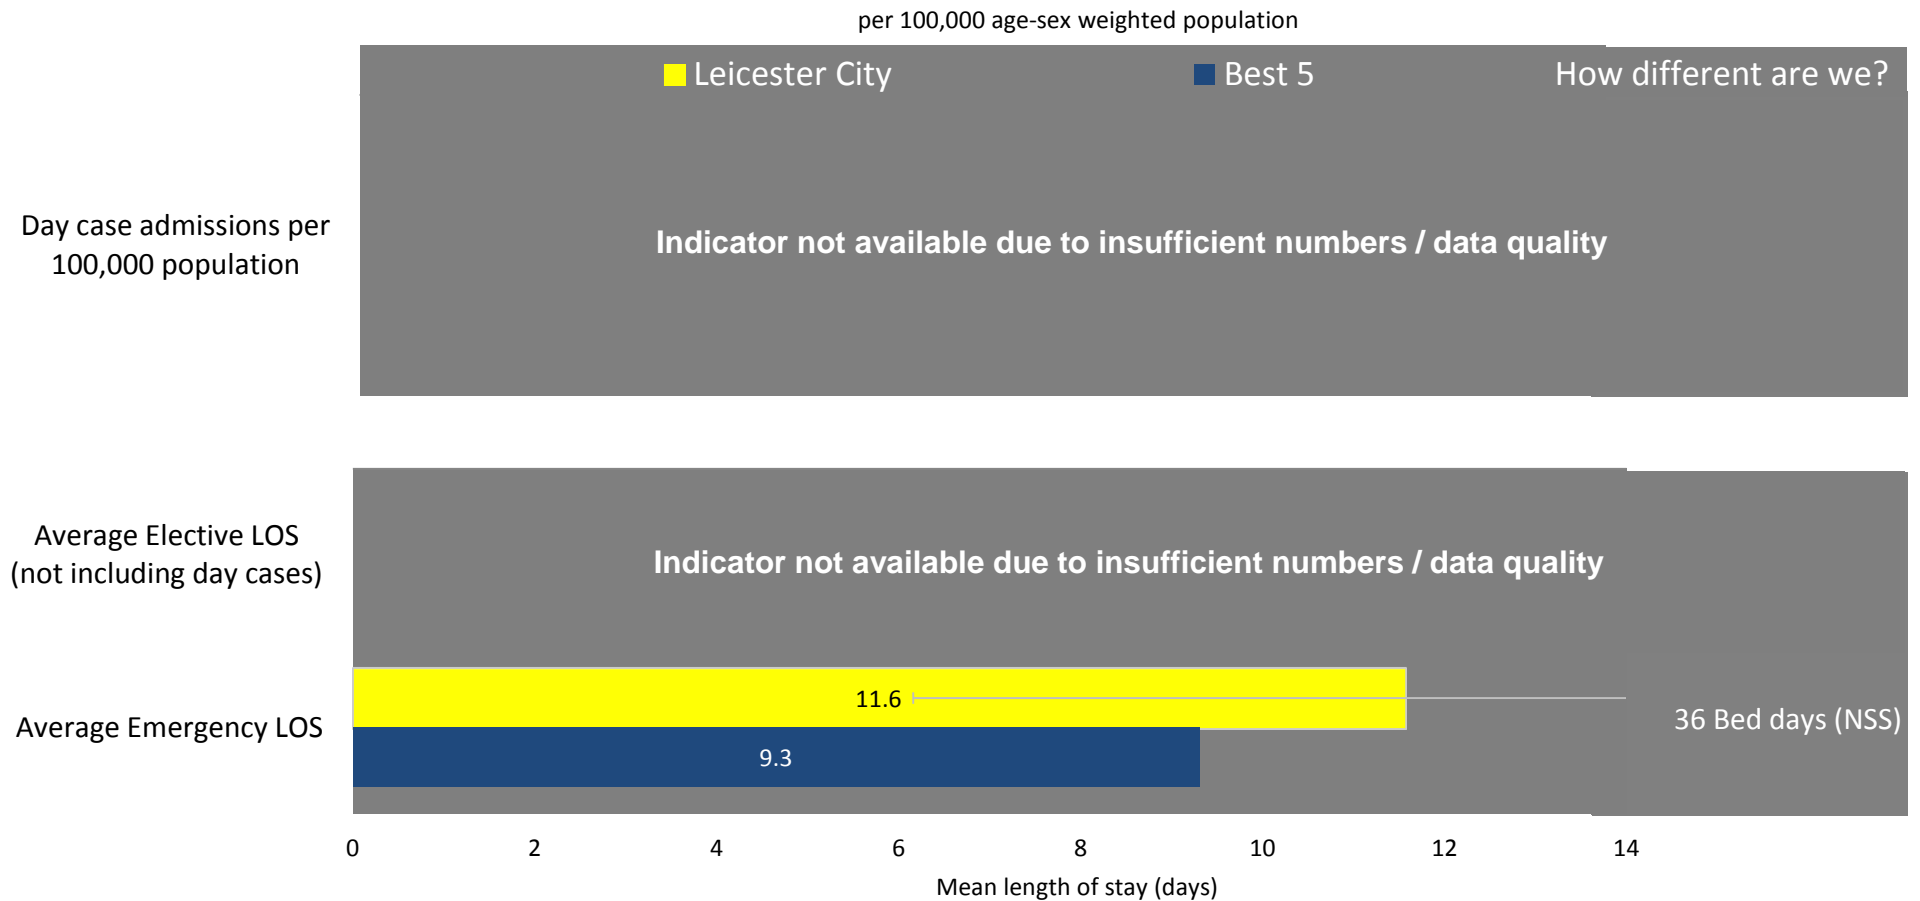 per 100,000 age-sex weighted population
Leicester City
Best 5
How different are we?
Day case admissions per
100,000 population
Indicator not available due to insufficient numbers / data quality
Average Elective LOS
(not including day cases)
Indicator not available due to insufficient numbers / data quality
Average Emergency LOS
11.6
9.3
36 Bed days (NSS)
0 2 4 6 8 10 12 14
Mean length of stay (days)